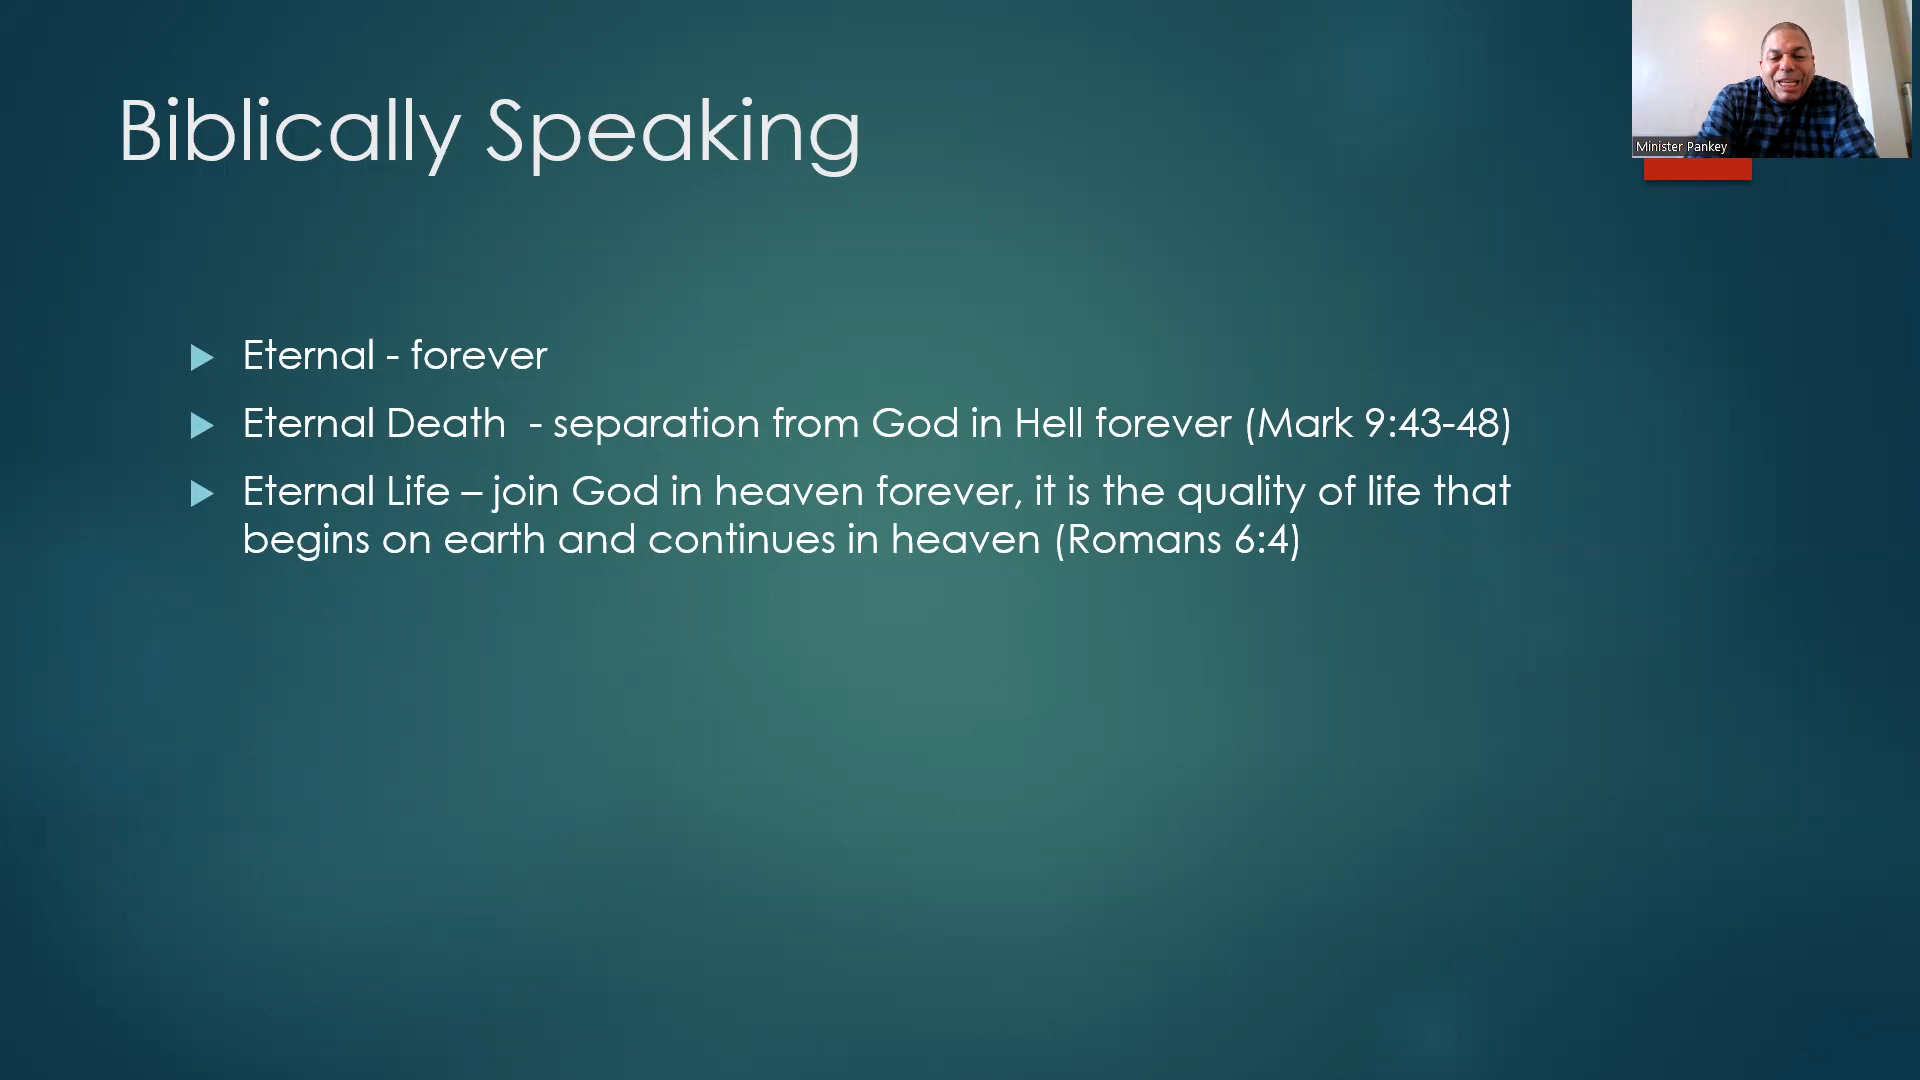 Biblically Speaking
Minister Pankey
Eternal - forever
Eternal Death  - separation from God in Hell forever (Mark 9:43-48)
Eternal Life – join God in heaven forever, it is the quality of life that
begins on earth and continues in heaven (Romans 6:4)